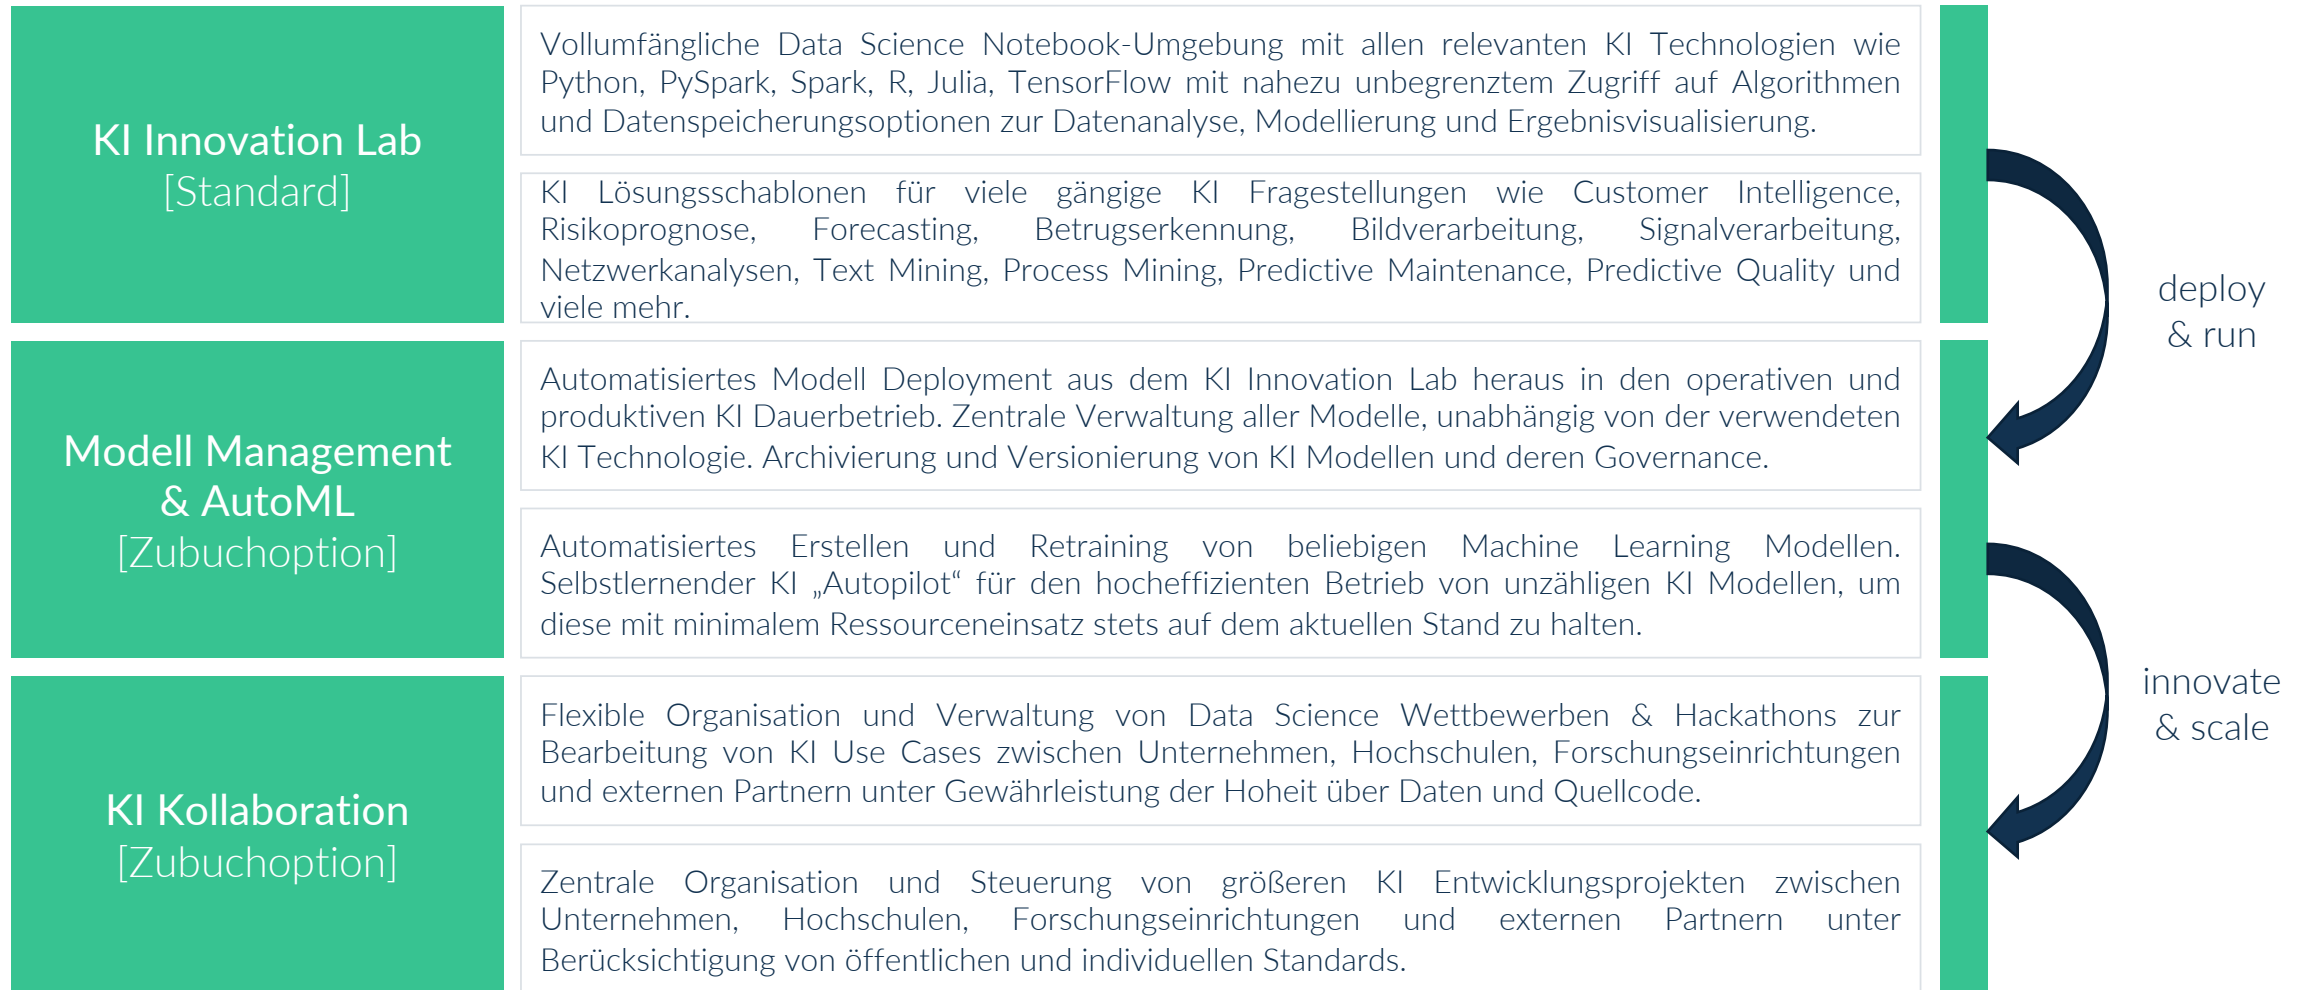 KI Innovation Lab
[Standard]
Vollumfängliche Data Science Notebook-Umgebung mit allen relevanten KI Technologien wie
Python, PySpark, Spark, R, Julia, TensorFlow mit nahezu unbegrenztem Zugriff auf Algorithmen
und Datenspeicherungsoptionen zur Datenanalyse, Modellierung und Ergebnisvisualisierung.
KI Lösungsschablonen für viele gängige KI Fragestellungen wie Customer Intelligence,
Risikoprognose, Forecasting, Betrugserkennung, Bildverarbeitung, Signalverarbeitung,
Netzwerkanalysen, Text Mining, Process Mining, Predictive Maintenance, Predictive Quality und
viele mehr.
deploy
& run
Modell Management
& AutoML
[Zubuchoption]
Automatisiertes Modell Deployment aus dem KI Innovation Lab heraus in den operativen und
produktiven KI Dauerbetrieb. Zentrale Verwaltung aller Modelle, unabhängig von der verwendeten
KI Technologie. Archivierung und Versionierung von KI Modellen und deren Governance.
Automatisiertes Erstellen und Retraining von beliebigen Machine Learning Modellen.
Selbstlernender KI „Autopilot“ für den hocheffizienten Betrieb von unzähligen KI Modellen, um
diese mit minimalem Ressourceneinsatz stets auf dem aktuellen Stand zu halten.
innovate
& scale
KI Kollaboration
[Zubuchoption]
Flexible Organisation und Verwaltung von Data Science Wettbewerben & Hackathons zur
Bearbeitung von KI Use Cases zwischen Unternehmen, Hochschulen, Forschungseinrichtungen
und externen Partnern unter Gewährleistung der Hoheit über Daten und Quellcode.
Zentrale Organisation und Steuerung von größeren KI Entwicklungsprojekten zwischen
Unternehmen, Hochschulen, Forschungseinrichtungen und externen Partnern unter
Berücksichtigung von öffentlichen und individuellen Standards.